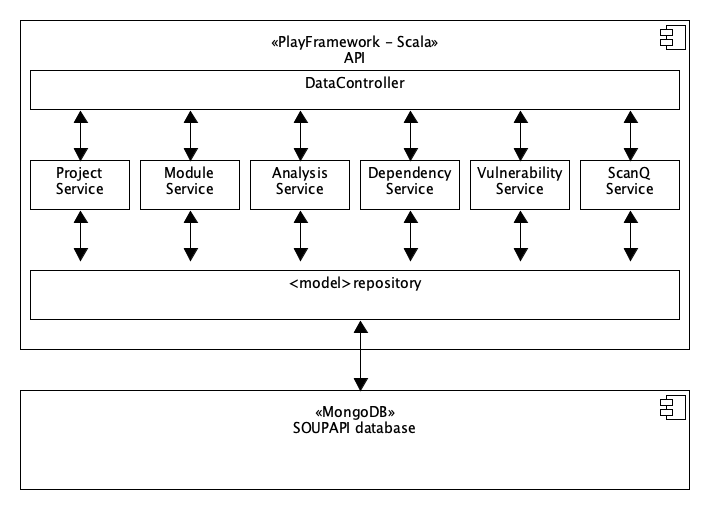 «PlayFramework – Scala»
API
DataController
Project
Service
Module
Service
Analysis
Service
Dependency
Service
Vulnerability
Service
ScanQ
Service
<model>repository
«MongoDB»
SOUPAPI database